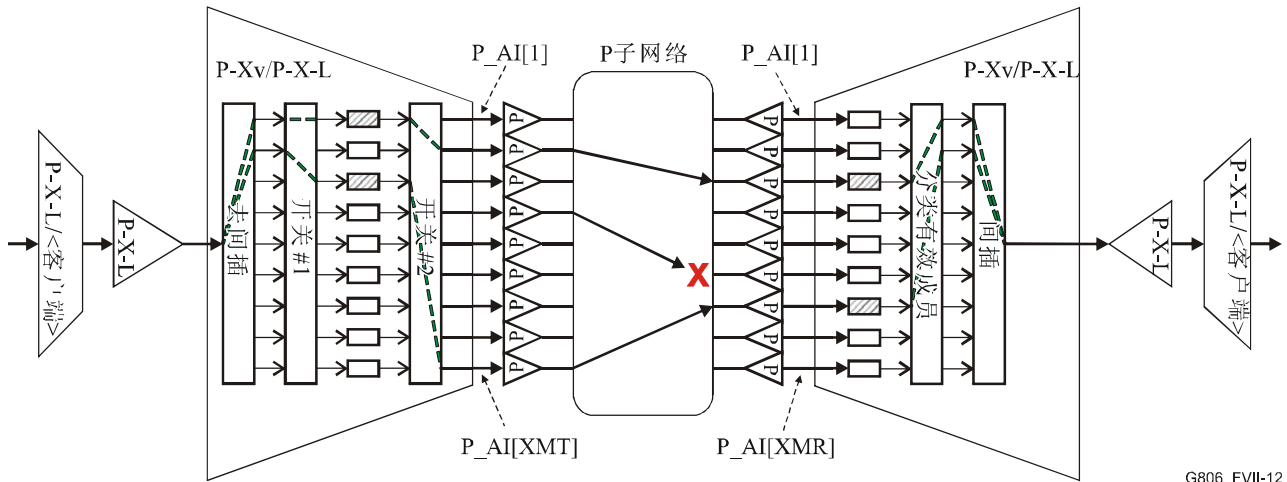 P子网络
P_AI[1]
P_AI[1]
P-Xv/P-X-L
P-Xv/P-X-L
P-X-L/<客户端>
P-X-L
去间插
开关#1
开关#2
P
P
P
P
P
P
P
P
P
X
P
P
P
P
P
P
P
P
P
分类有效成员
间插
P-X-L
P-X-L/<客户端>
P_AI[XMT]
P_AI[XMR]
G806_FVII-12